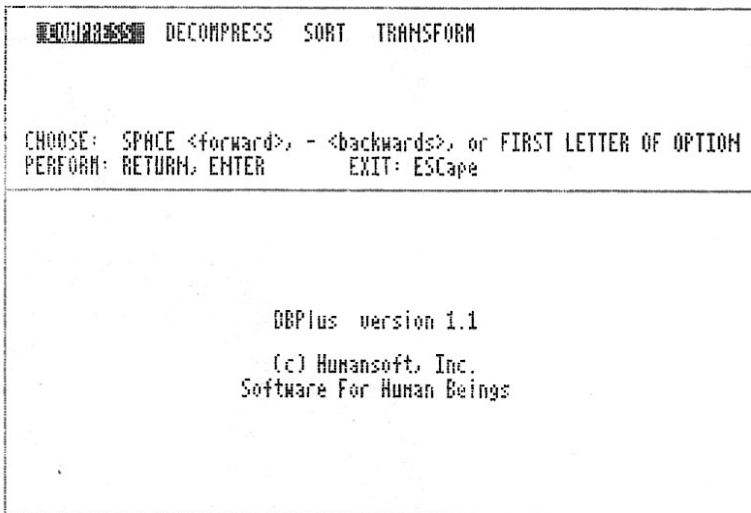 COMPRESS DECOMPRESS SORT TRANSFORM
CHOOSE: SPACE <forward>, - <backwards>, or FIRST LETTER OF OPTION
PERFORM: RETURN, ENTER EXIT: ESCape
DBPlus version 1.1
(c) Humansoft, Inc.
Software For Human Beings